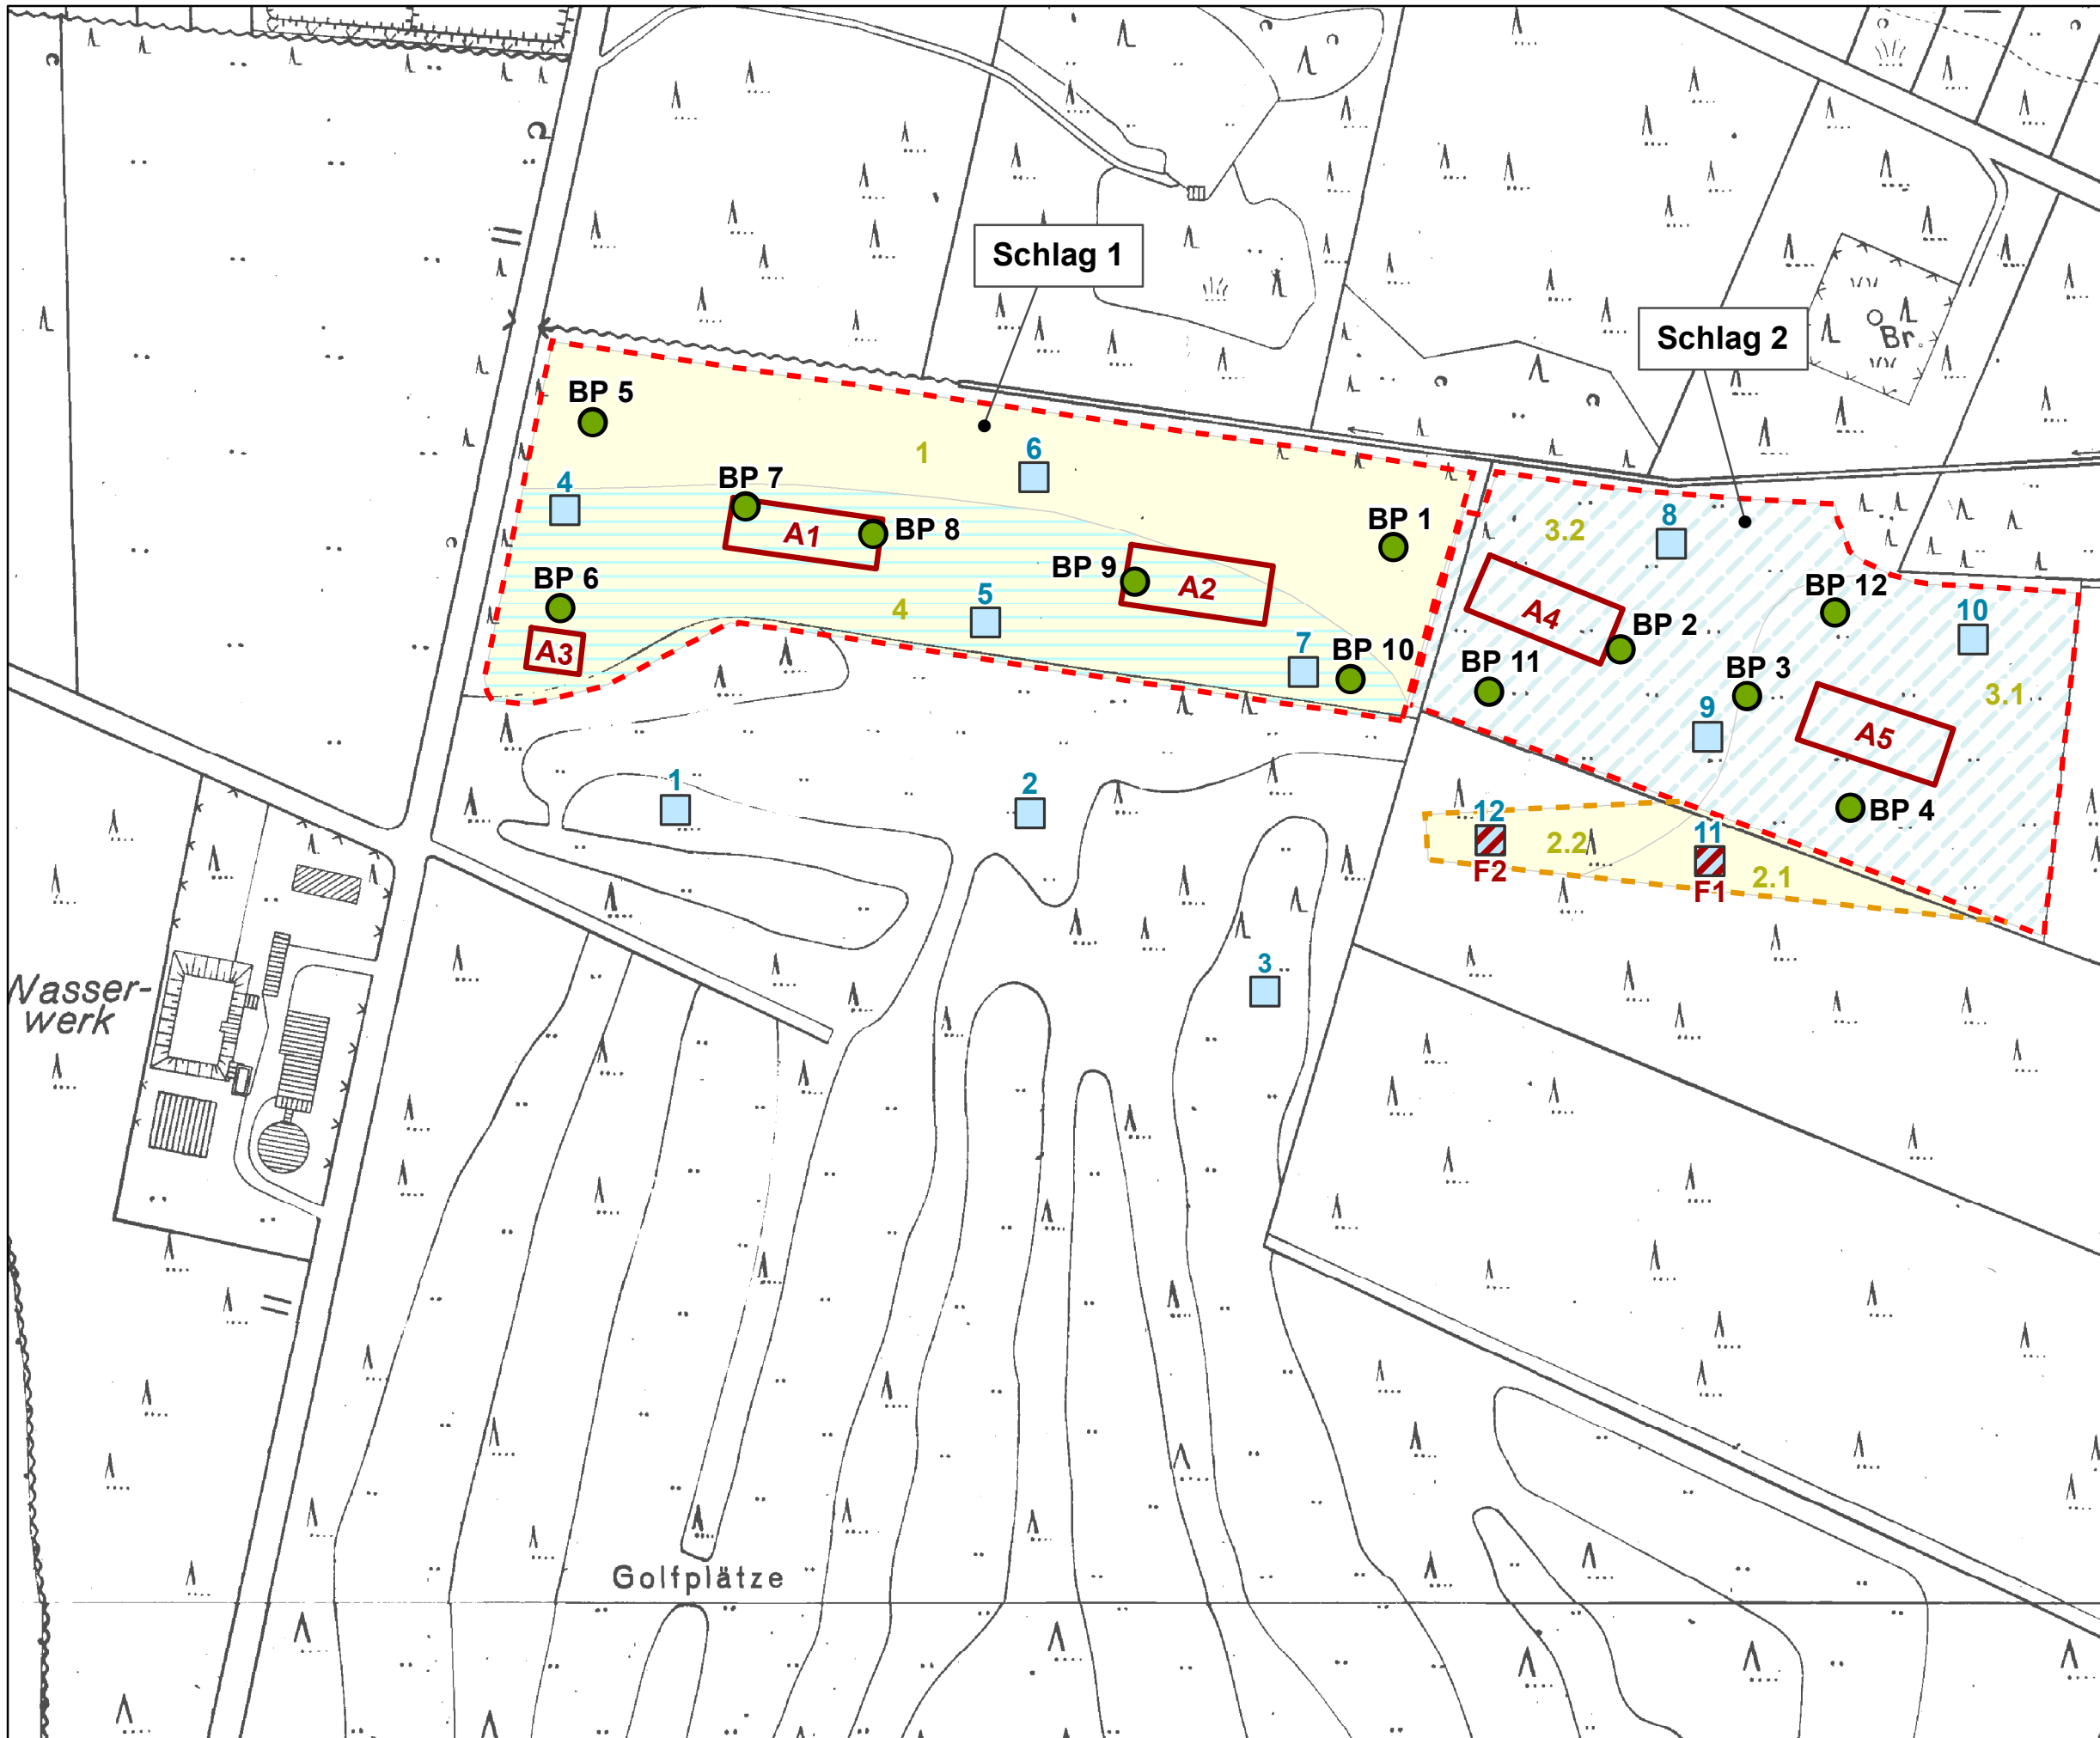 Schlag 1
Schlag 2
Br.
BP 5
1
6
4
BP 7
A1
BP 8
BP 1
3.2
8
BP 9
A2
BP 6
4
5
A3
7
BP 10
A4
BP 2
BP 12
10
BP 11
BP 3
3.1
9
A5
BP 4
1
2
12
2.2
11
F2
F1
2.1
3
Wasser-
werk
Golfplätze